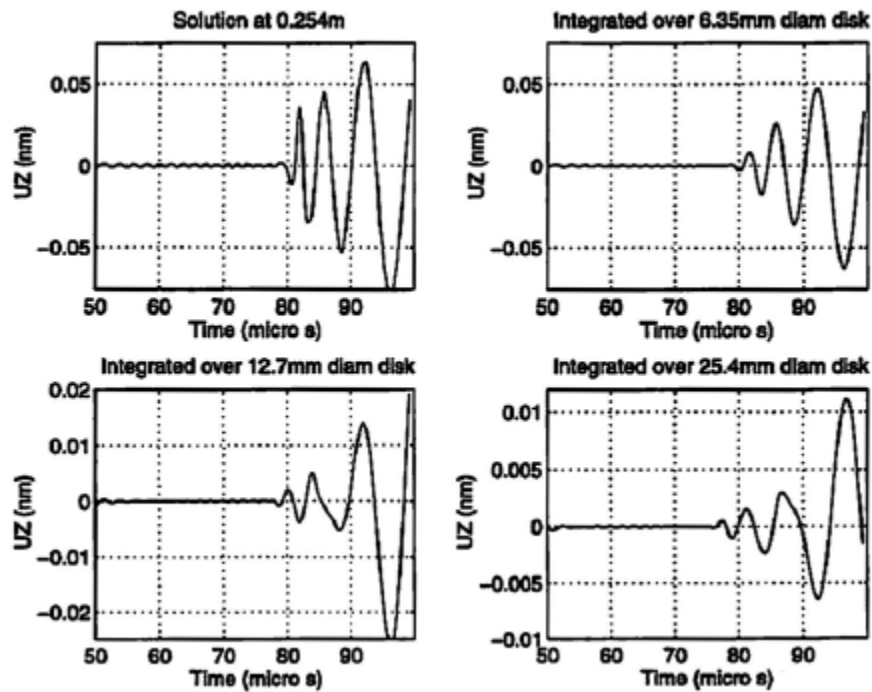 Solution at 0.254m
0.05
0
−0.05
UZ (nm)
50 60 70 80 90
Time (micro s)
Integrated over 6.35mm diam disk
0.05
0
−0.05
UZ (nm)
50 60 70 80 90
Time (micro s)
Integrated over 12.7mm diam disk
0.02
0.01
0
−0.01
−0.02
UZ (nm)
50 60 70 80 90
Time (micro s)
Integrated over 25.4mm diam disk
0.01
0.005
0
−0.005
−0.01
UZ (nm)
50 60 70 80 90
Time (micro s)